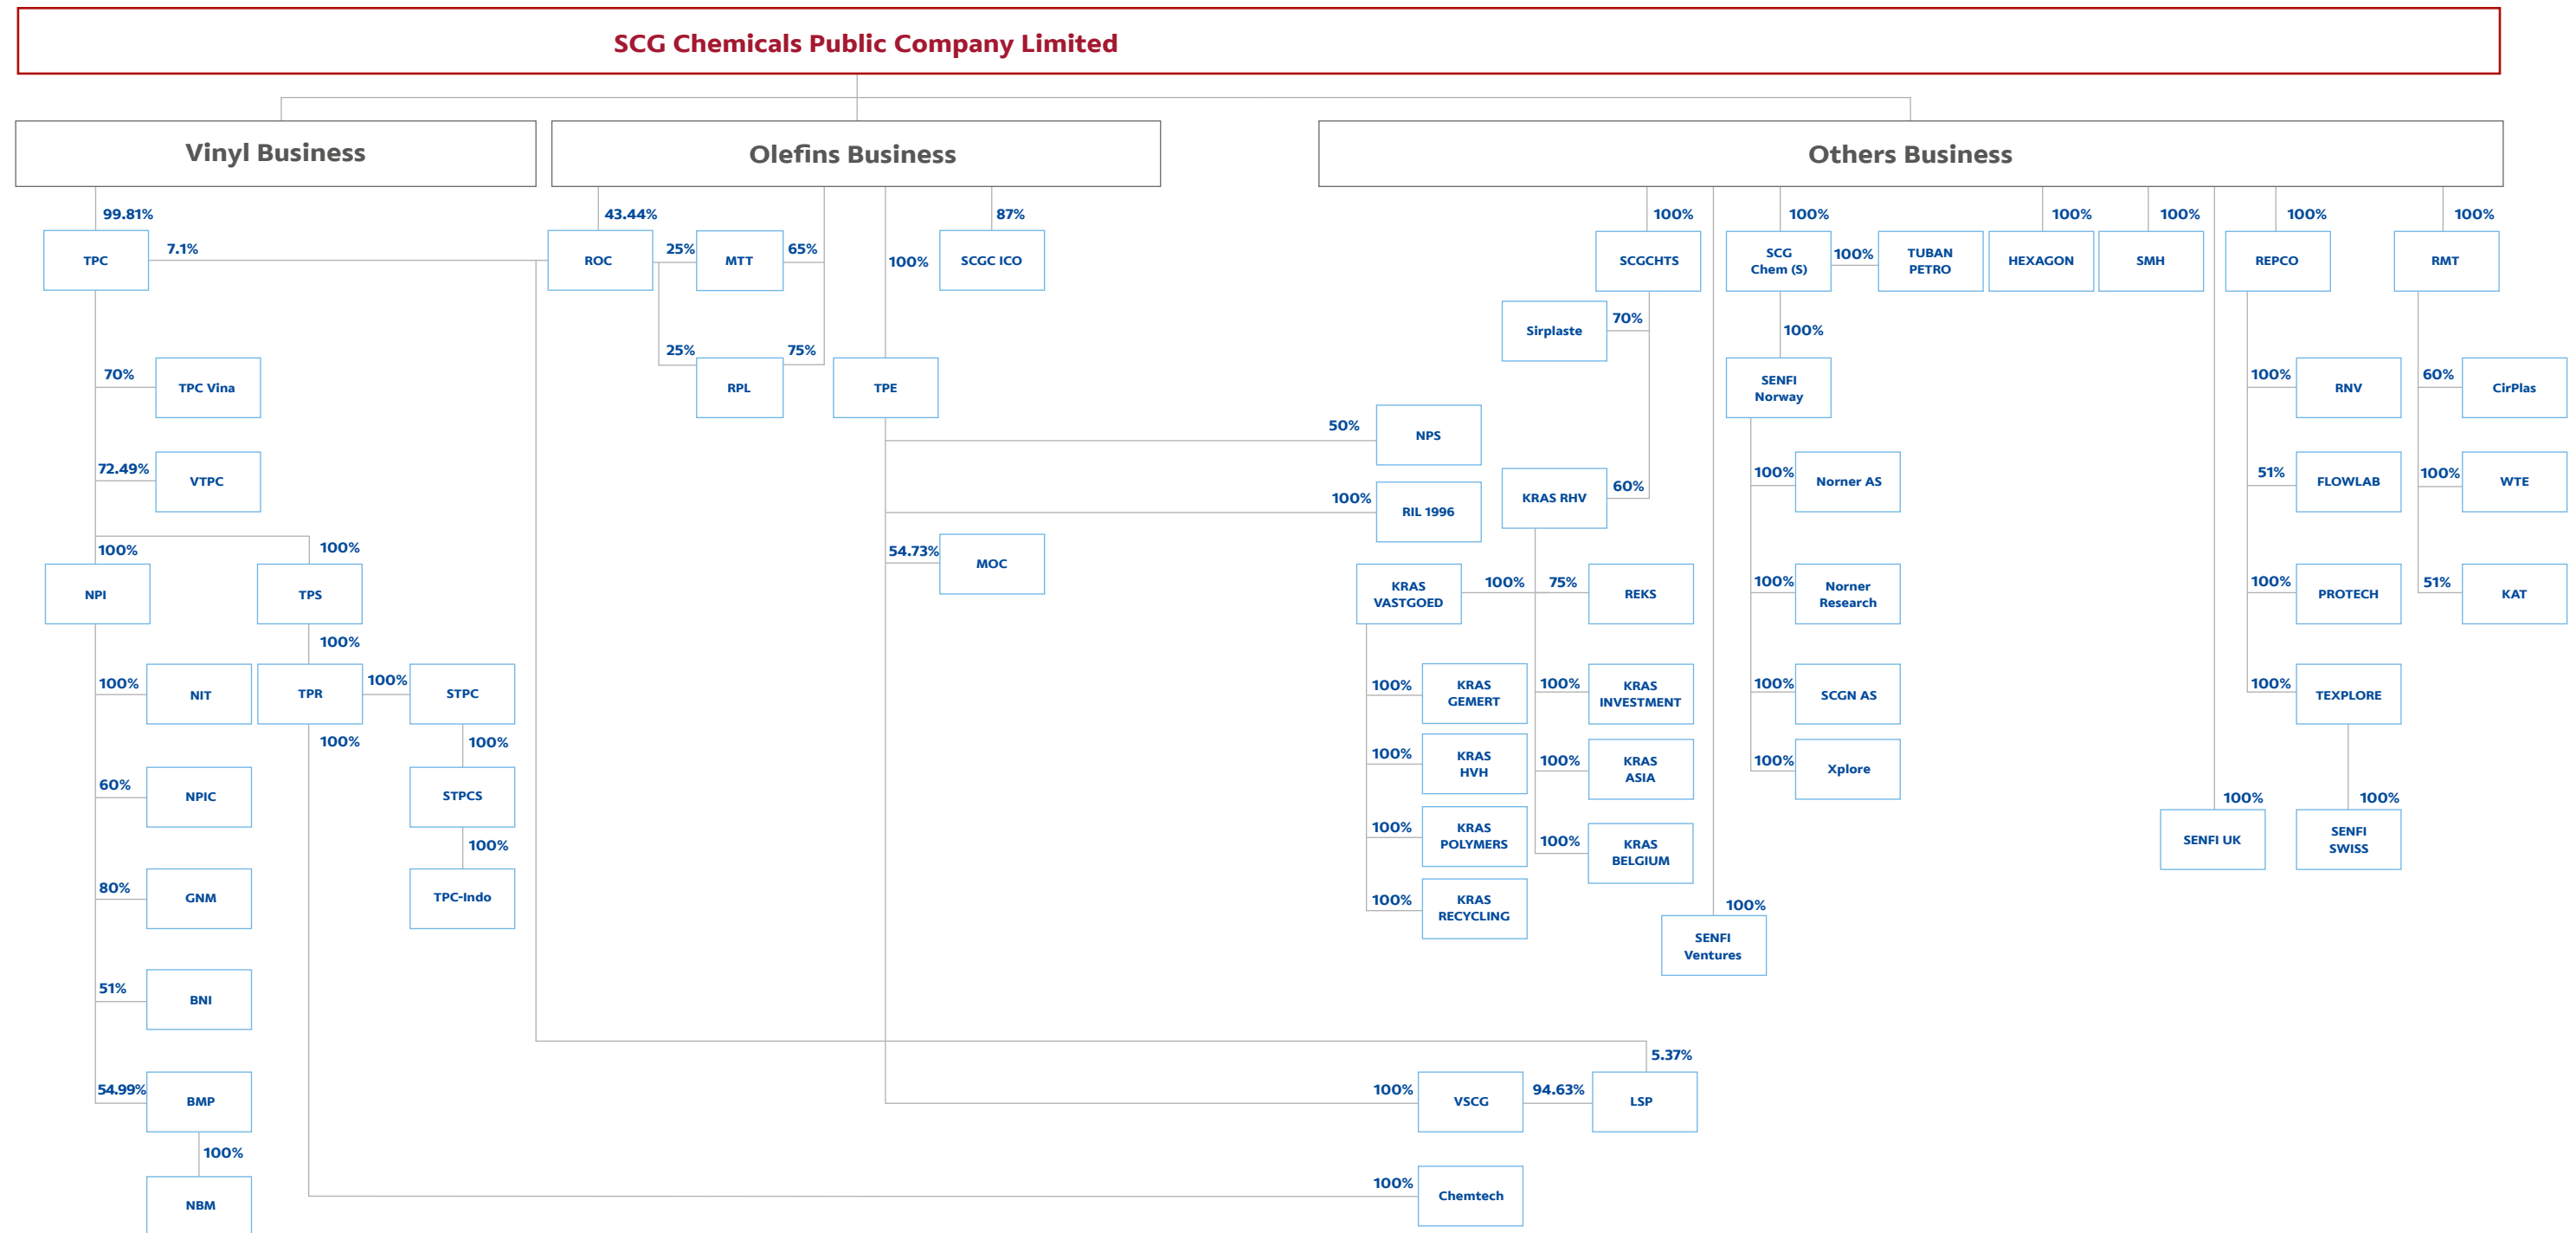 SCG Chemicals Public Company Limited
Vinyl Business
Olefins Business
Others Business
99.81%
TPC
7.1%
70%
TPC Vina
72.49%
VTPC
100%
NPI
100%
TPS
100%
100%
NIT
TPR
100%
STPC
100%
100%
60%
NPIC
STPCS
100%
80%
GNM
TPC-Indo
51%
BNI
54.99%
BMP
100%
NBM
43.44%
ROC
25%
MTT
65%
25%
RPL
75%
100%
TPE
87%
SCGC ICO
50%
NPS
100%
RIL 1996
54.73%
MOC
100%
VSCG
94.63%
LSP
5.37%
100%
Chemtech
100%
SCGCHTS
Sirplaste
70%
KRAS RHV
60%
KRAS
VASTGOED
100%
75%
REKS
100%
KRAS
GEMERT
100%
KRAS
INVESTMENT
100%
KRAS
HVH
100%
KRAS
ASIA
100%
KRAS
POLYMERS
100%
KRAS
BELGIUM
100%
KRAS
RECYCLING
100%
SENFI
Ventures
100%
SCG
Chem (S)
100%
TUBAN
PETRO
100%
SENFI
Norway
100%
Norner AS
100%
Norner
Research
100%
SCGN AS
100%
Xplore
100%
HEXAGON
100%
SMH
100%
SENFI UK
100%
REPCO
100%
RNV
51%
FLOWLAB
100%
PROTECH
100%
TEXPLORE
100%
SENFI
SWISS
100%
RMT
60%
CirPlas
100%
WTE
51%
KAT